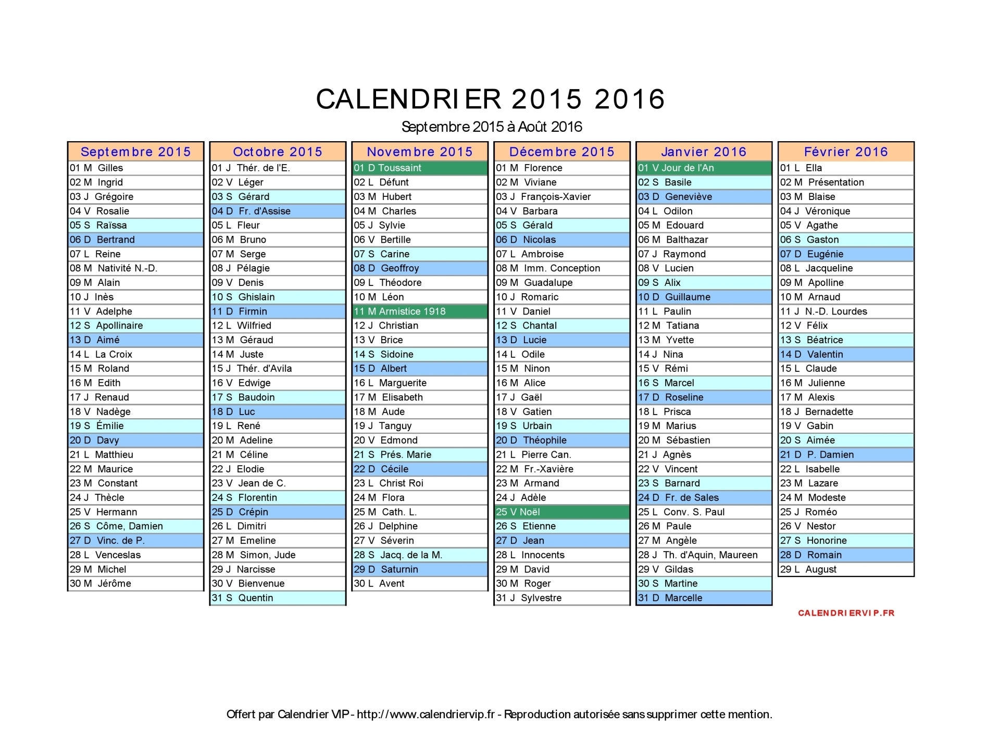 CALENDRIER 2015 2016
Septembre 2015 à Août 2016
Septembre 2015
01 M Gilles
02 M Ingrid
03 J Grégoire
04 V Rosalie
05 S Raïssa
06 D Bertrand
07 L Reine
08 M Nativité N.-D.
09 M Alain
10 J Inès
11 V Adelphe
12 S Apollinaire
13 D Aimé
14 L La Croix
15 M Roland
16 M Edith
17 J Renaud
18 V Nadège
19 S Émilie
20 D Davy
21 L Matthieu
22 M Maurice
23 M Constant
24 J Thècle
25 V Hermann
26 S Côme, Damien
27 D Vinc. de P.
28 L Venceslas
29 M Michel
30 M Jérôme
Octobre 2015
01 J Thér. de l'E.
02 V Léger
03 S Gérard
04 D Fr. d'Assise
05 L Fleur
06 M Bruno
07 M Serge
08 J Pélagie
09 V Denis
10 S Ghislain
11 D Firmin
12 L Wilfried
13 M Géraud
14 M Juste
15 J Thér. d'Avila
16 V Edwige
17 S Baudoin
18 D Luc
19 L René
20 M Adeline
21 M Céline
22 J Elodie
23 V Jean de C.
24 S Florentin
25 D Crépin
26 L Dimitri
27 M Emeline
28 M Simon, Jude
29 J Narcisse
30 V Bienvenue
31 S Quentin
Novembre 2015
01 D Toussaint
02 L Défunt
03 M Hubert
04 M Charles
05 J Sylvie
06 V Bertille
07 S Carine
08 D Geoffroy
09 L Théodore
10 M Léon
11 M Armistice 1918
12 J Christian
13 V Brice
14 S Sidoine
15 D Albert
16 L Marguerite
17 M Elisabeth
18 M Aude
19 J Tanguy
20 V Edmond
21 S Prés. Marie
22 D Cécile
23 L Christ Roi
24 M Flora
25 M Cath. L.
26 J Delphine
27 V Séverin
28 S Jacq. de la M.
29 D Saturnin
30 L Avent
Décembre 2015
01 M Florence
02 M Viviane
03 J François-Xavier
04 V Barbara
05 S Gérald
06 D Nicolas
07 L Ambroise
08 M Imm. Conception
09 M Guadalupe
10 J Romaric
11 V Daniel
12 S Chantal
13 D Lucie
14 L Odile
15 M Ninon
16 M Alice
17 J Gaël
18 V Gatien
19 S Urbain
20 D Théophile
21 L Pierre Can.
22 M Fr.-Xavière
23 M Armand
24 J Adèle
25 V Noël
26 S Etienne
27 D Jean
28 L Innocents
29 M David
30 M Roger
31 J Sylvestre
Janvier 2016
01 V Jour de l'An
02 S Basile
03 D Geneviève
04 L Odilon
05 M Edouard
06 M Balthazar
07 J Raymond
08 V Lucien
09 S Alix
10 D Guillaume
11 L Paulin
12 M Tatiana
13 M Yvette
14 J Nina
15 V Rémi
16 S Marcel
17 D Roseline
18 L Prisca
19 M Marius
20 M Sébastien
21 J Agnès
22 V Vincent
23 S Barnard
24 D Fr. de Sales
25 L Conv. S. Paul
26 M Paule
27 M Angèle
28 J Th. d'Aquin, Maureen
29 V Gildas
30 S Martine
31 D Marcelle
Février 2016
01 L Ella
02 M Présentation
03 M Blaise
04 J Véronique
05 V Agathe
06 S Gaston
07 D Eugénie
08 L Jacqueline
09 M Apolline
10 M Arnaud
11 J N.-D. Lourdes
12 V Félix
13 S Béatrice
14 D Valentin
15 L Claude
16 M Julienne
17 M Alexis
18 J Bernadette
19 V Gabin
20 S Aimée
21 D P. Damien
22 L Isabelle
23 M Lazare
24 M Modeste
25 J Roméo
26 V Nestor
27 S Honorine
28 D Romain
29 L August
CALENDRIERVIP.FR
Offert par Calendrier VIP - http://www.calendriervip.fr - Reproduction autorisée sans supprimer cette mention.